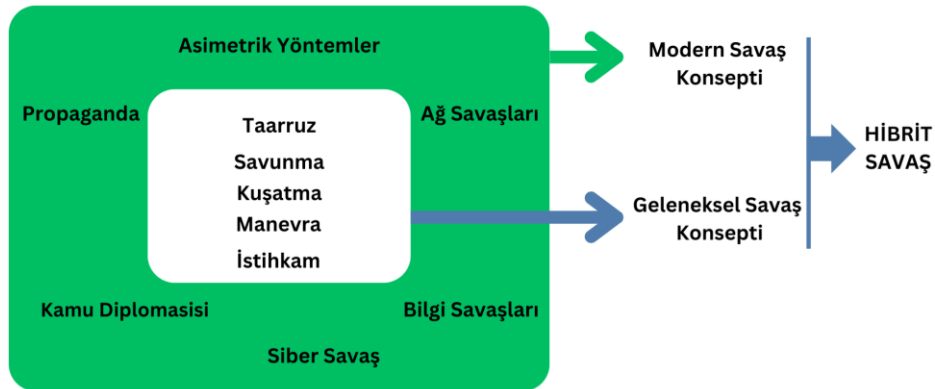 Asimetrik Yöntemler
Propaganda
Ağ Savaşları
Taarruz
Savunma
Kuşatma
Manevra
İstihkam
Kamu Diplomasisi
Bilgi Savaşları
Siber Savaş
Modern Savaş
Konsepti
Geleneksel Savaş
Konsepti
HİBRİT
SAVAŞ